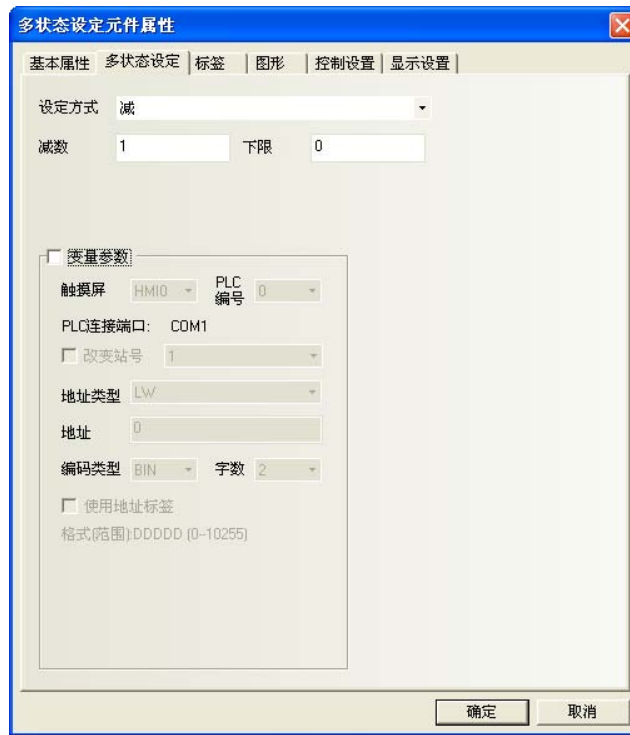 多状态设定元件属性
基本属性 多状态设定 标签 图形 控制设置 显示设置
设定方式 减
减数 1 下限 0
变量参数
触摸屏 HMI0 PLC编号 0
PLC连接端口: COM1
改变站号 1
地址类型 LW
地址 0
编码类型 BIN 字数 2
使用地址标签
格式(范围):DDDDD (0~10255)
确定 取消